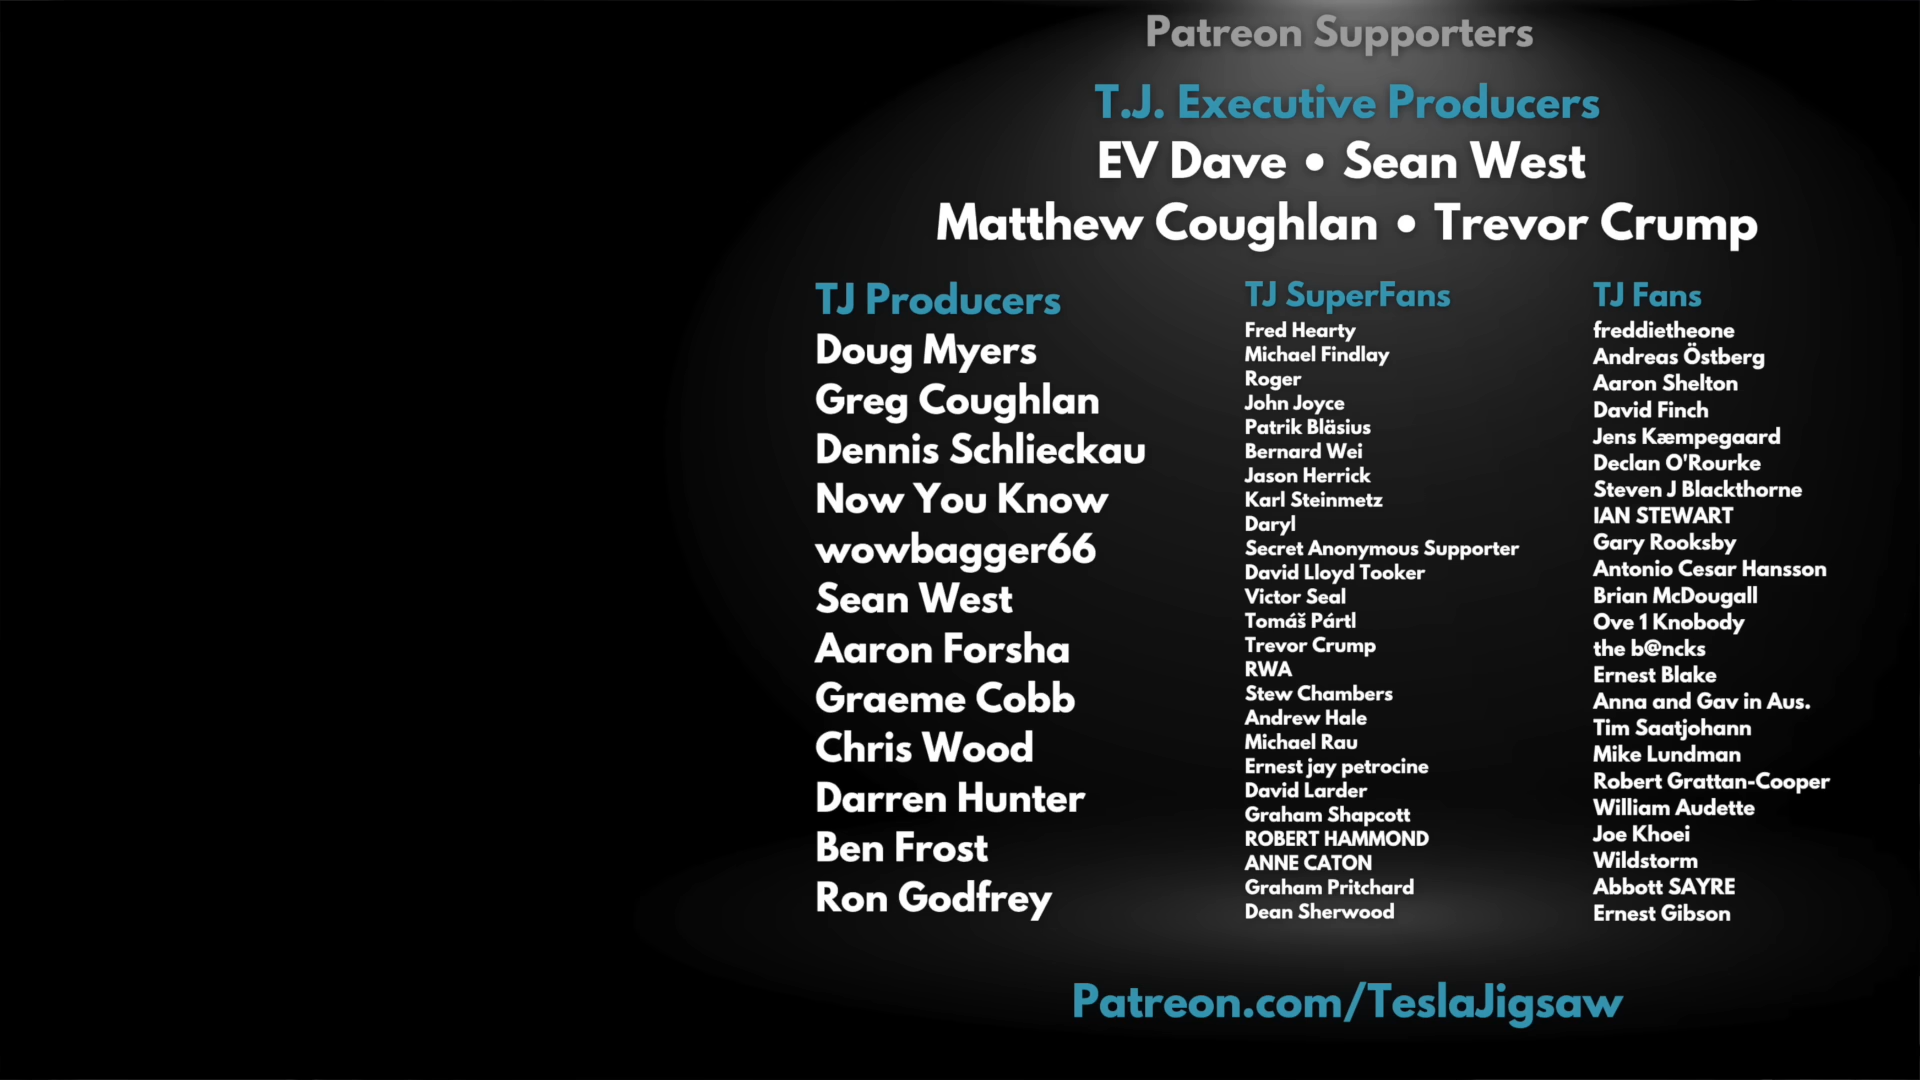 Patreon Supporters
T.J. Executive Producers
EV Dave • Sean West
Matthew Coughlan • Trevor Crump
TJ Producers
Doug Myers
Greg Coughlan
Dennis Schlieckau
Now You Know
wowbagger66
Sean West
Aaron Forsha
Graeme Cobb
Chris Wood
Darren Hunter
Ben Frost
Ron Godfrey
TJ SuperFans
Fred Hearty
Michael Findlay
Roger
John Joyce
Patrik Bläsius
Bernard Wei
Jason Herrick
Karl Steinmetz
Daryl
Secret Anonymous Supporter
David Lloyd Tooker
Victor Seal
Tomáš Pártl
Trevor Crump
RWA
Stew Chambers
Andrew Hale
Michael Rau
Ernest jay petrocine
David Larder
Graham Shapcott
ROBERT HAMMOND
ANNE CATON
Graham Pritchard
Dean Sherwood
TJ Fans
freddietheone
Andreas Östberg
Aaron Shelton
David Finch
Jens Kæmpegaard
Declan O'Rourke
Steven J Blackthorne
IAN STEWART
Gary Rooksby
Antonio Cesar Hansson
Brian McDougall
Ove 1 Knobody
the b@ncks
Ernest Blake
Anna and Gav in Aus.
Tim Saatjohann
Mike Lundman
Robert Grattan-Cooper
William Audette
Joe Khoei
Wildstorm
Abbott SAYRE
Ernest Gibson
Patreon.com/TeslaJigsaw